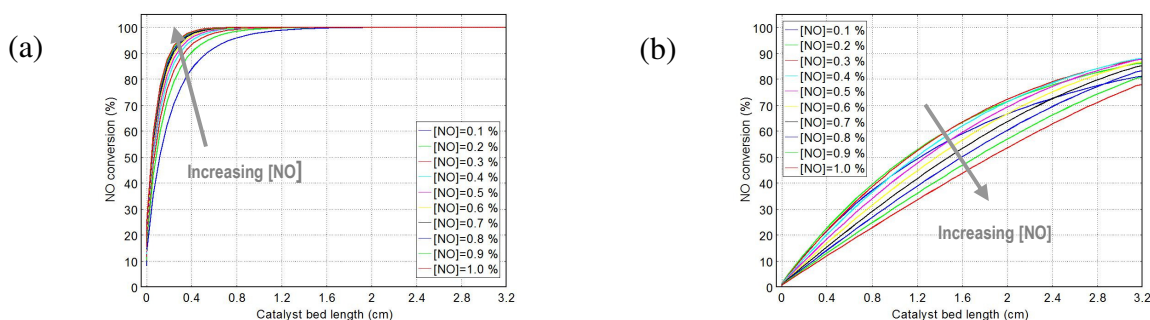 (a)
NO conversion (%)
100
90
80
70
60
50
40
30
20
10
0
Increasing [NO]
[NO]=0.1 %
[NO]=0.2 %
[NO]=0.3 %
[NO]=0.4 %
[NO]=0.5 %
[NO]=0.6 %
[NO]=0.7 %
[NO]=0.8 %
[NO]=0.9 %
[NO]=1.0 %
0 0.4 0.8 1.2 1.6 2 2.4 2.8 3.2
Catalyst bed length (cm)
(b)
NO conversion (%)
100
90
80
70
60
50
40
30
20
10
0
[NO]=0.1 %
[NO]=0.2 %
[NO]=0.3 %
[NO]=0.4 %
[NO]=0.5 %
[NO]=0.6 %
[NO]=0.7 %
[NO]=0.8 %
[NO]=0.9 %
[NO]=1.0 %
Increasing [NO]
0 0.4 0.8 1.2 1.6 2 2.4 2.8 3.2
Catalyst bed length (cm)